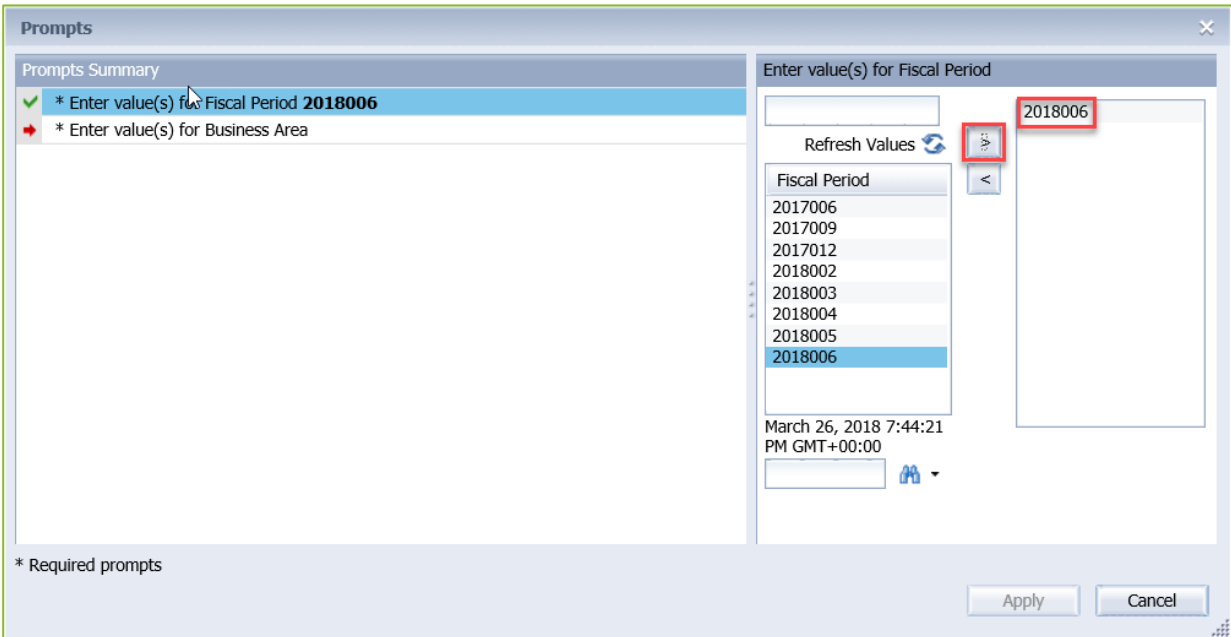 Prompts
Prompts Summary
* Enter value(s) for Fiscal Period 2018006
* Enter value(s) for Business Area
Enter value(s) for Fiscal Period
Refresh Values
>
<
2018006
Fiscal Period
2017006
2017009
2017012
2018002
2018003
2018004
2018005
2018006
March 26, 2018 7:44:21
PM GMT+00:00
* Required prompts
Apply
Cancel